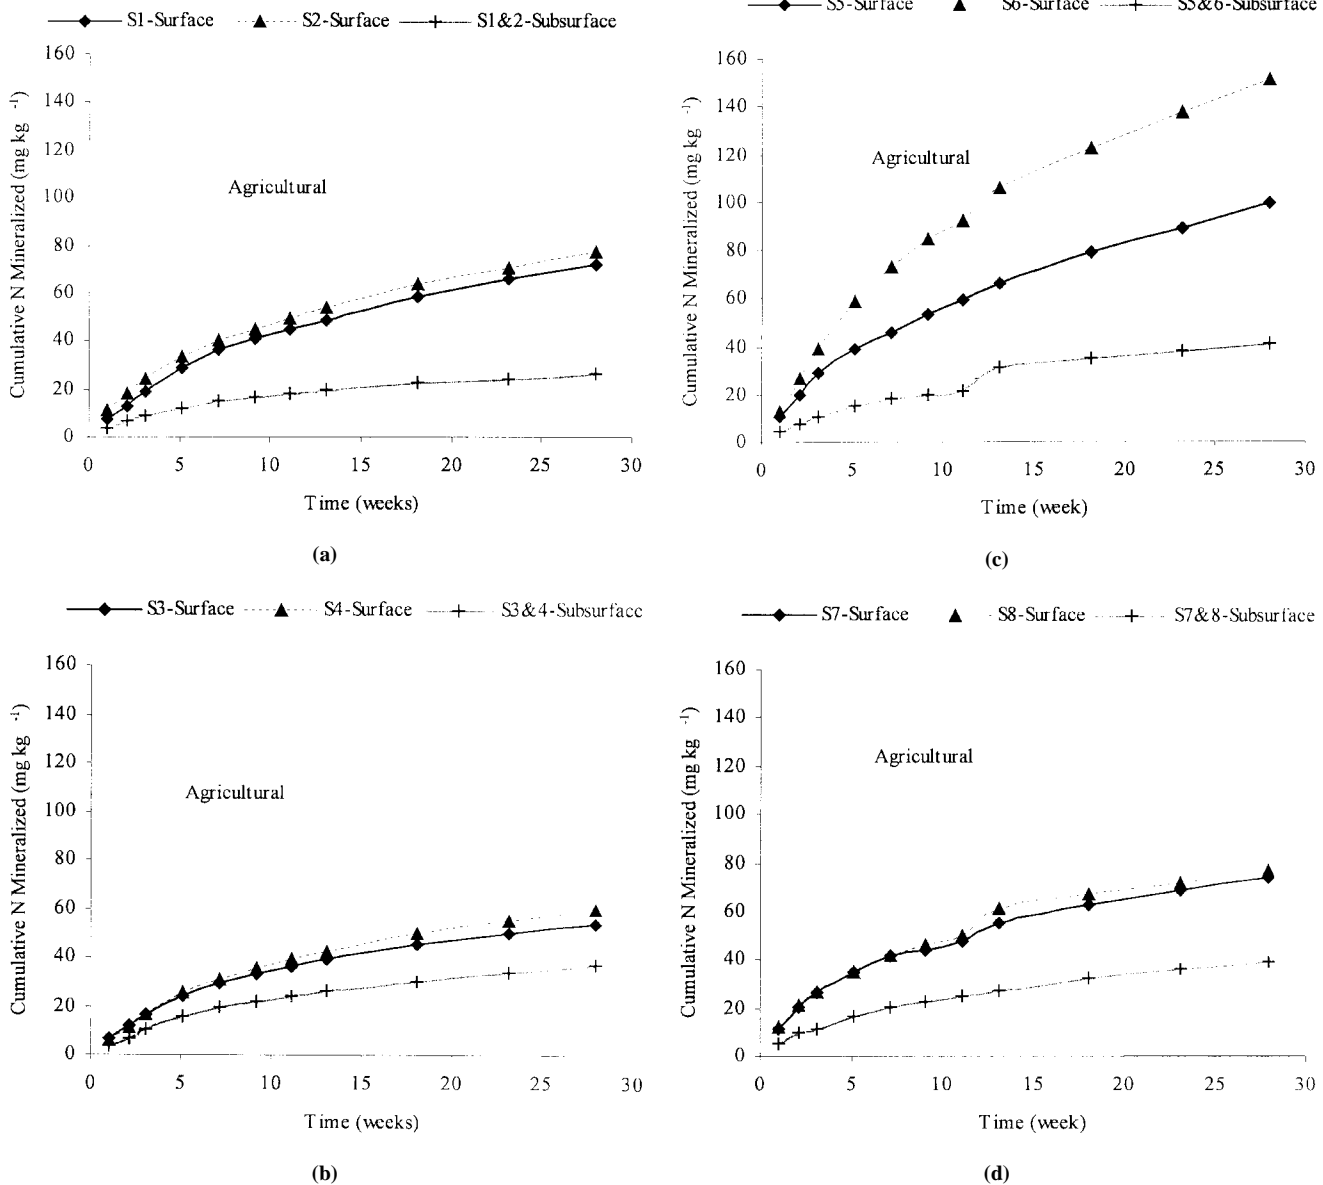 S1-Surface S2-Surface S1&2-Subsurface
Cumulative N Mineralized (mg kg -1)
160
140
120
100
80
60
40
20
0
Agricultural
0 5 10 15 20 25 30
Time (weeks)
(a)
S5-Surface S6-Surface S5&6-Subsurface
Cumulative N Mineralized (mg kg -1)
160
140
120
100
80
60
40
20
0
Agricultural
0 5 10 15 20 25 30
Time (week)
(c)
S3-Surface S4-Surface S3&4-Subsurface
Cumulative N Mineralized (mg kg -1)
160
140
120
100
80
60
40
20
0
Agricultural
0 5 10 15 20 25 30
Time (weeks)
(b)
S7-Surface S8-Surface S7&8-Subsurface
Cumulative N Mineralized (mg kg -1)
160
140
120
100
80
60
40
20
0
Agricultural
0 5 10 15 20 25 30
Time (week)
(d)